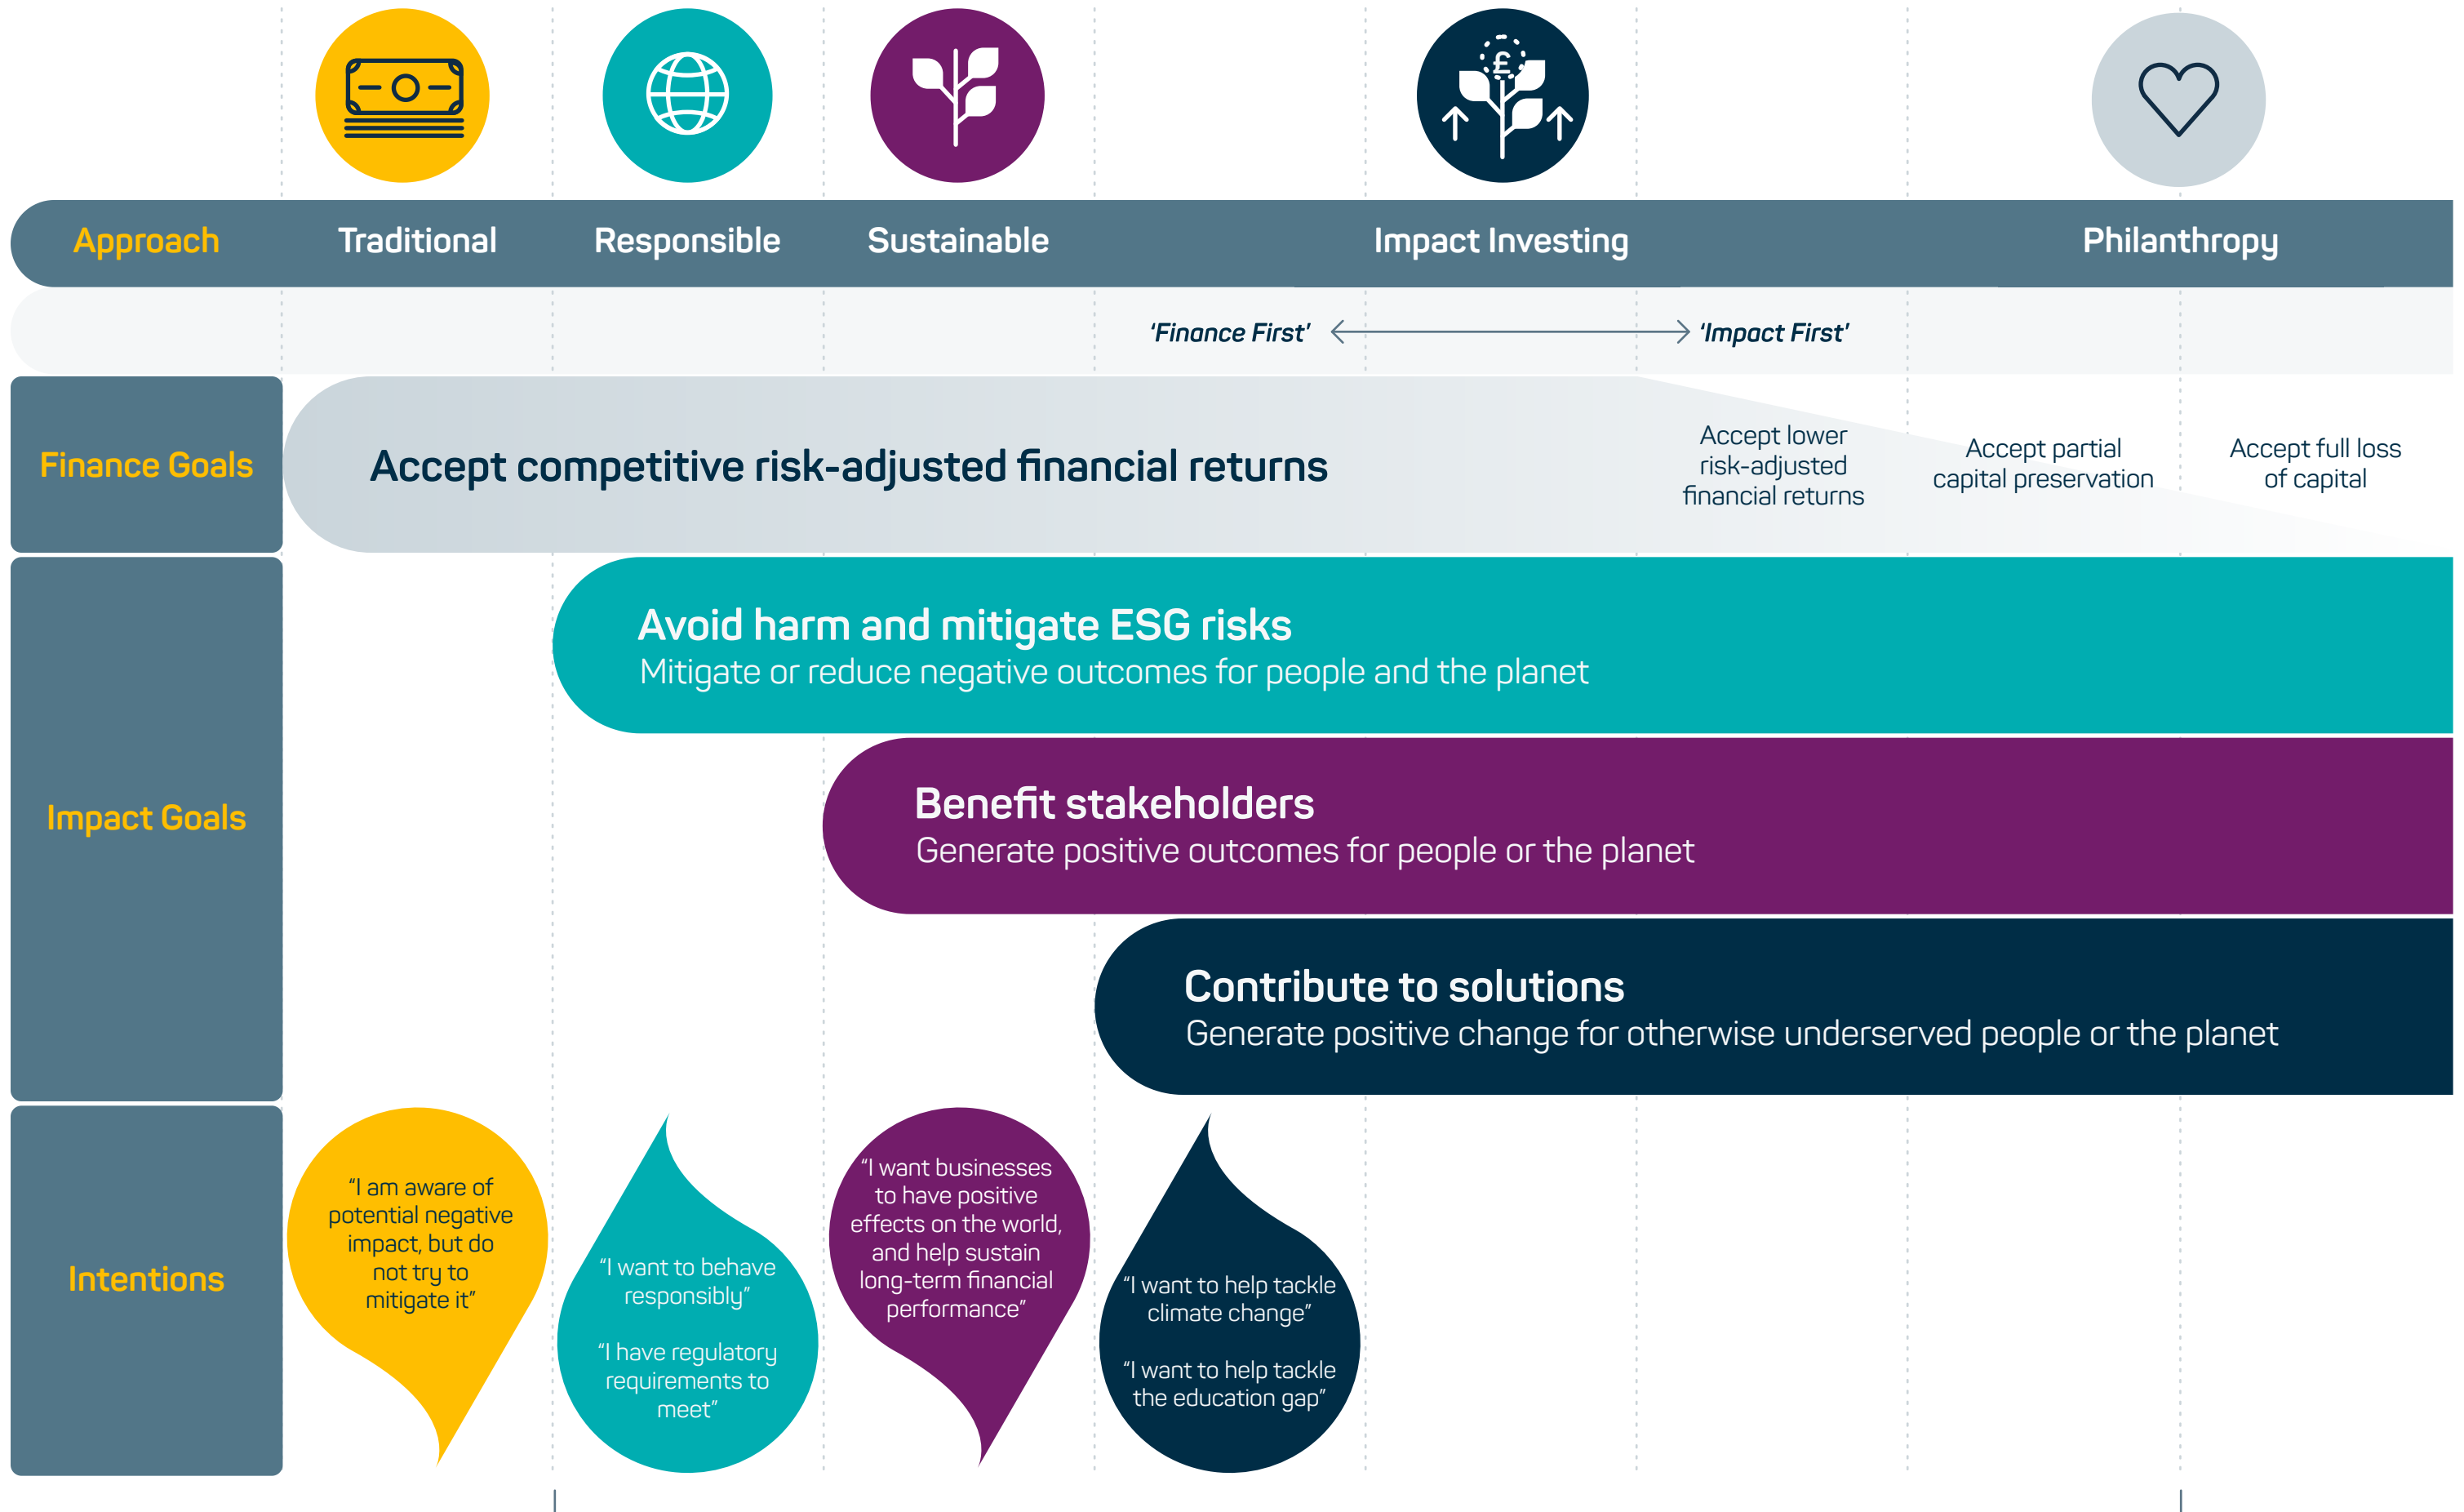 £
Approach
Traditional
Responsible
Sustainable
Impact Investing
Philanthropy
‘Finance First’
‘Impact First’
Finance Goals
Accept competitive risk-adjusted financial returns
Accept lower
risk-adjusted
financial returns
Accept partial
capital preservation
Accept full loss
of capital
Impact Goals
Avoid harm and mitigate ESG risks
Mitigate or reduce negative outcomes for people and the planet
Benefit stakeholders
Generate positive outcomes for people or the planet
Contribute to solutions
Generate positive change for otherwise underserved people or the planet
Intentions
“I am aware of
potential negative
impact, but do
not try to
mitigate it”
“I want to behave
responsibly”
“I have regulatory
requirements to
meet”
“I want businesses
to have positive
effects on the world,
and help sustain
long-term financial
performance”
“I want to help tackle
climate change”
“I want to help tackle
the education gap”